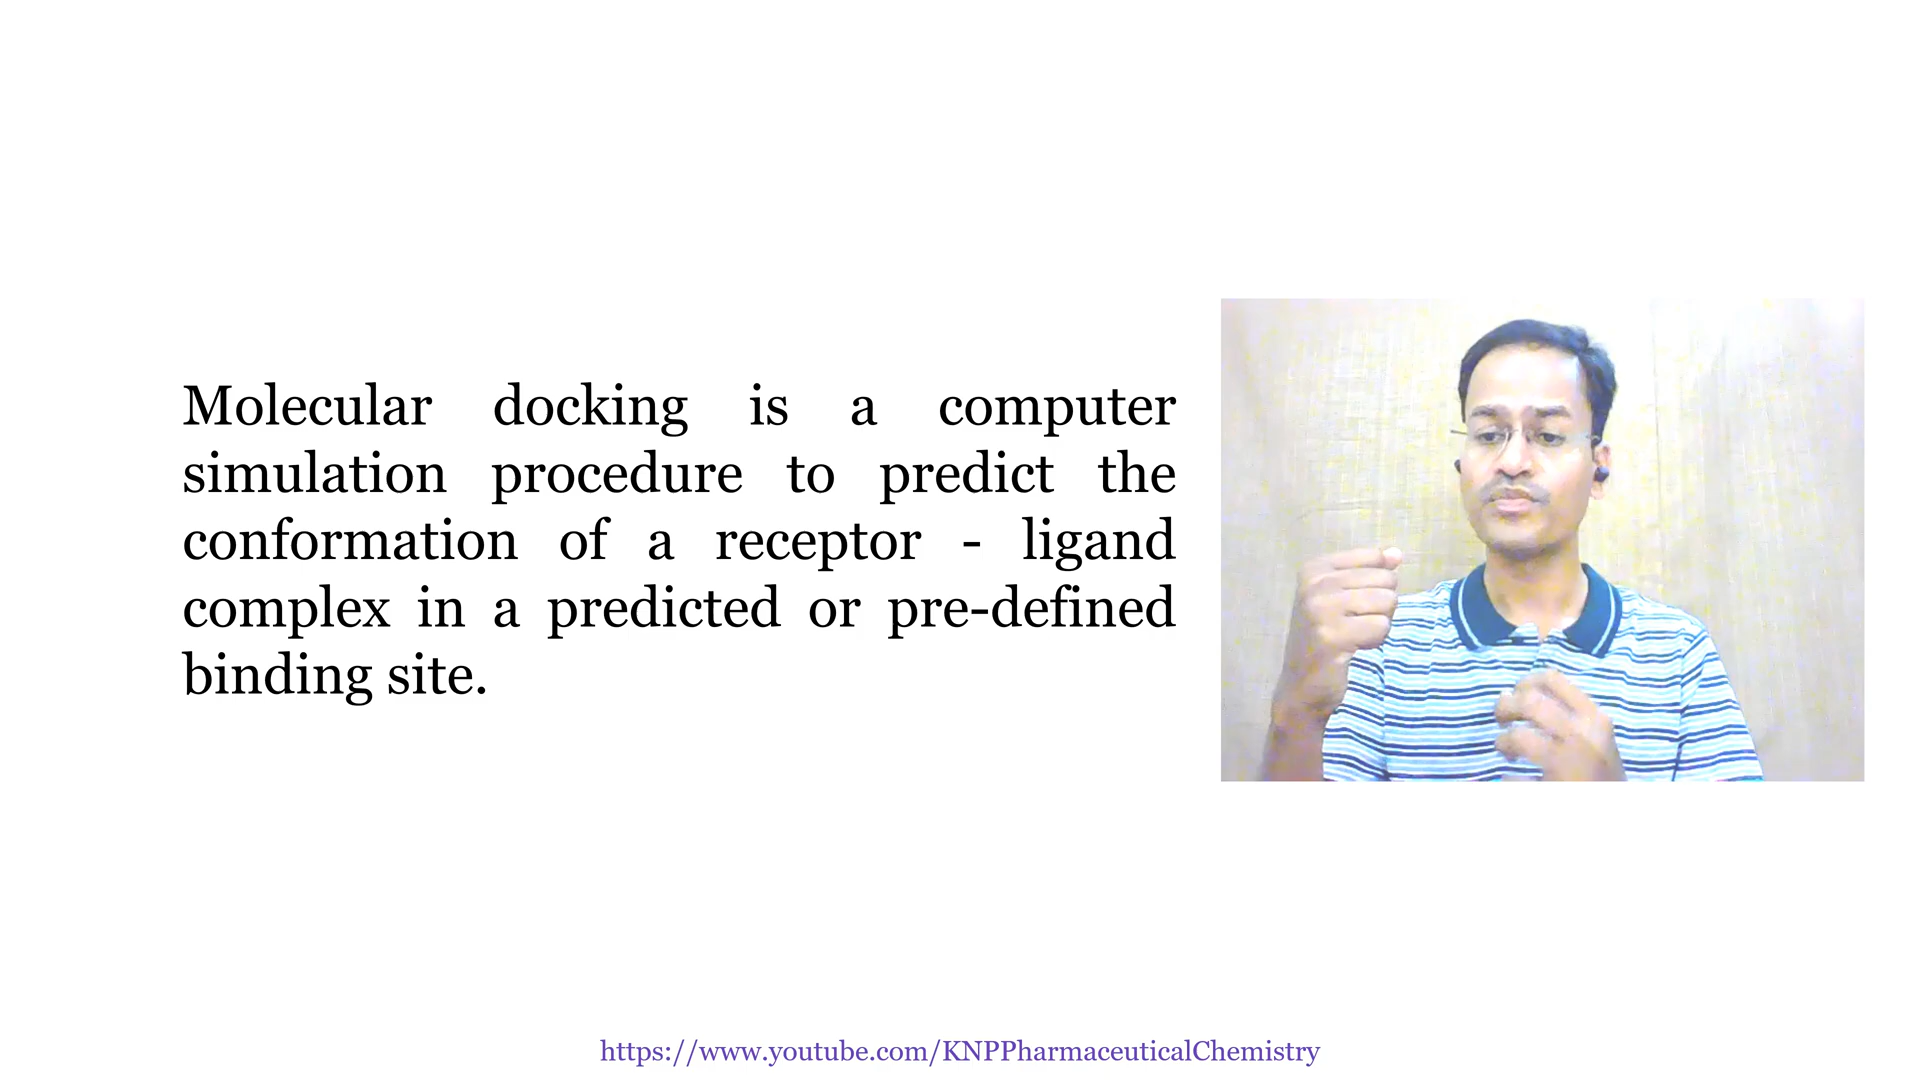 Molecular docking is a computer
simulation procedure to predict the
conformation of a receptor - ligand
complex in a predicted or pre-defined
binding site.
https://www.youtube.com/KNPPharmaceuticalChemistry